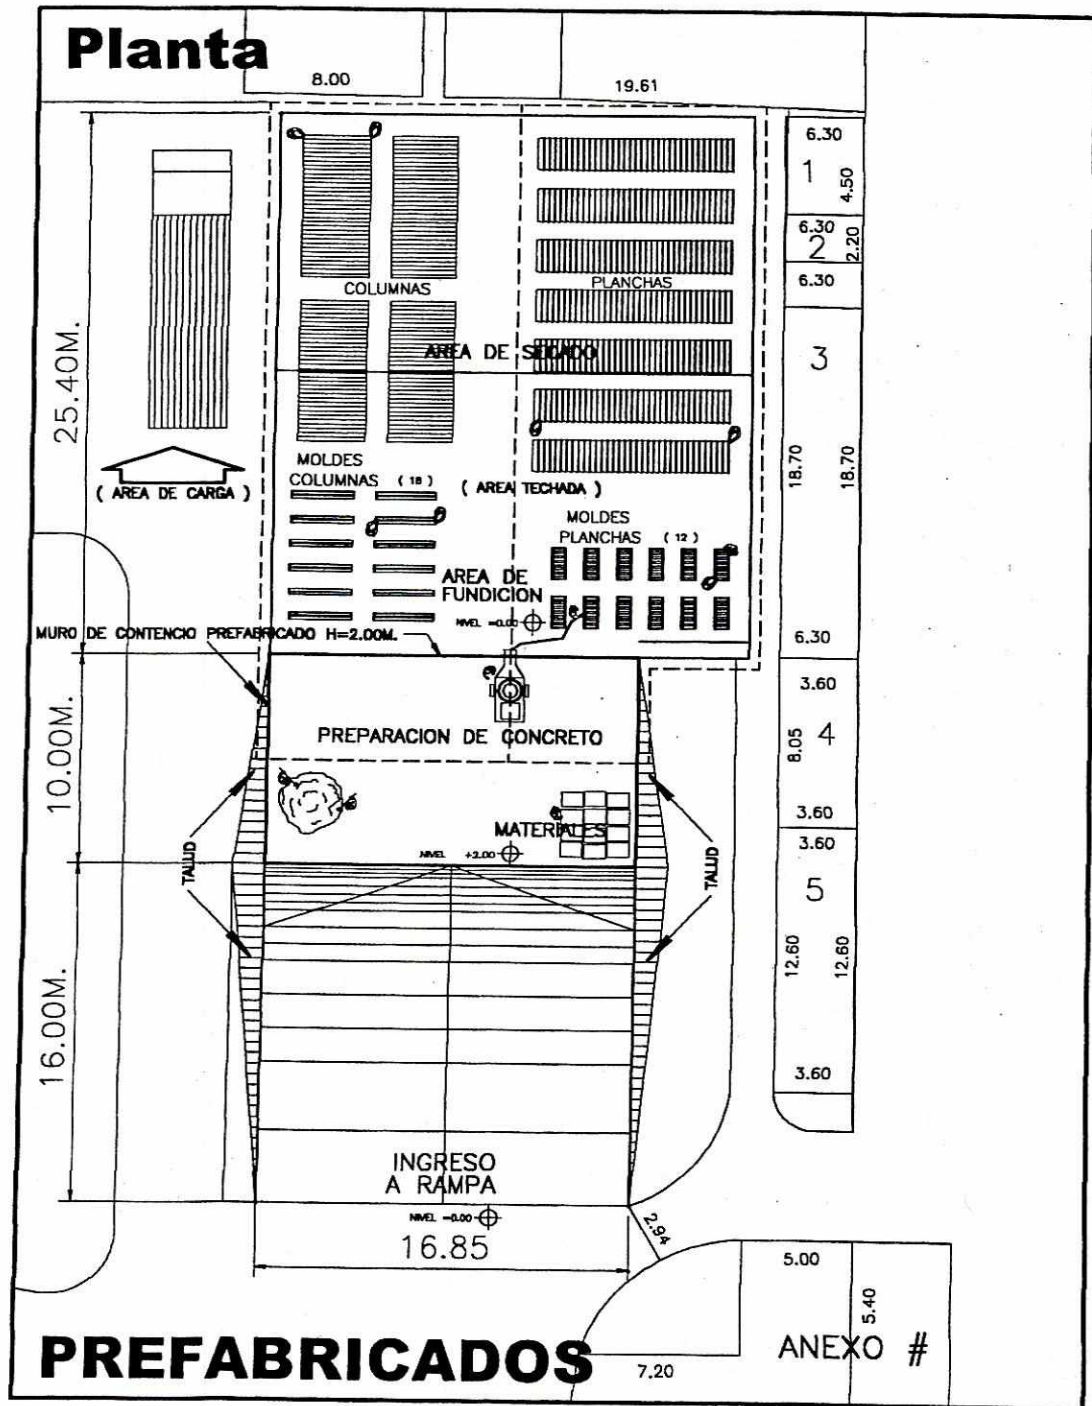 Planta
8.00
19.61
6.30
1
4.50
6.30
2
2.20
6.30
COLUMNAS
PLANCHAS
AREA DE SECADO
3
25.40M.
MOLDES
COLUMNAS ( 18 )
( AREA TECHADA )
( AREA DE CARGA )
18.70
18.70
MOLDES
PLANCHAS ( 12 )
AREA DE
FUNDICION
NIVEL =0.00
MURO DE CONTENCIO PREFABRICADO H=2.00M.
6.30
3.60
10.00M.
PREPARACION DE CONCRETO
8.05
4
3.60
MATERIALES
NIVEL +2.00
TALUD
TALUD
3.60
5
12.60
12.60
16.00M.
3.60
INGRESO
A RAMPA
NIVEL =0.00
16.85
2.94
5.00
5.40
PREFABRICADOS
7.20
ANEXO #